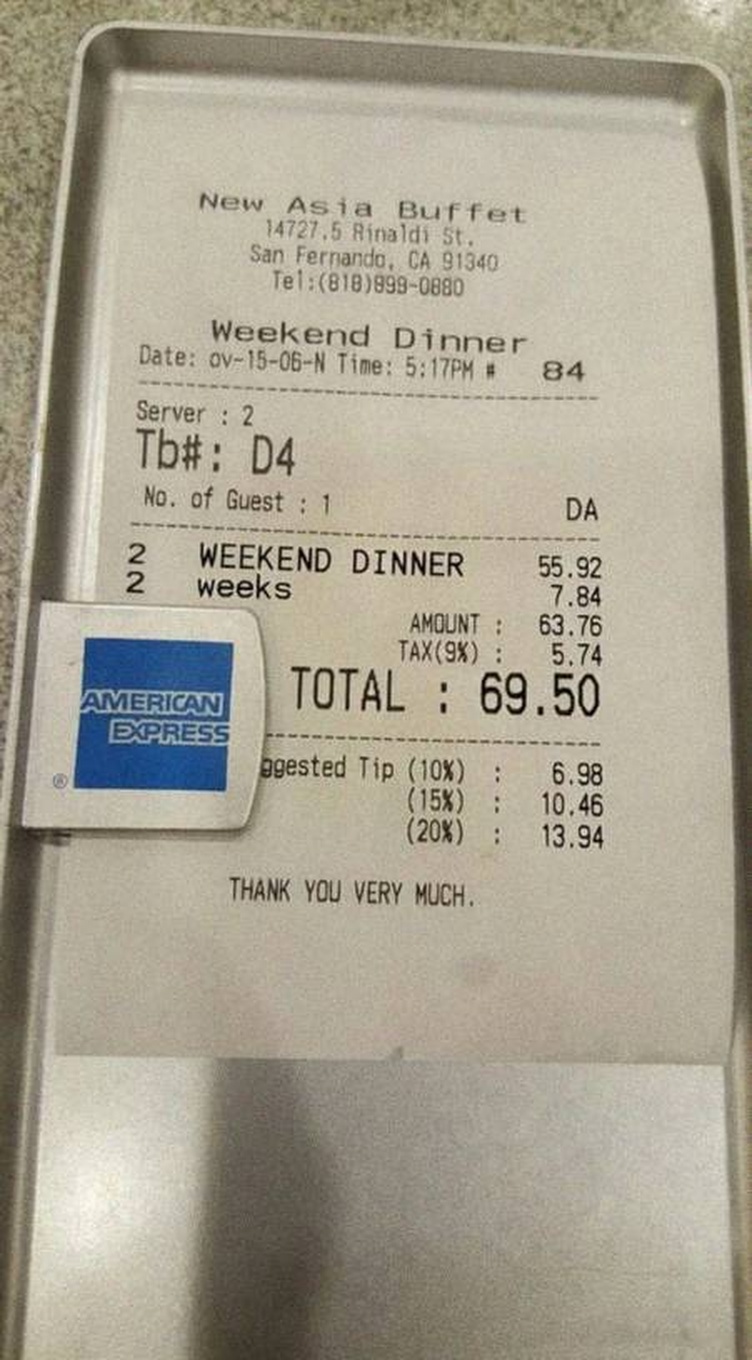 New Asia Buffet
14727.5 Rinaldi St.
San Fernando, CA 91340
Tel:(818)899-0880
Weekend Dinner
Date: ov-15-06-N Time: 5:17PM # 84
Server : 2
Tb#: D4
No. of Guest : 1 DA
2 WEEKEND DINNER 55.92
2 weeks 7.84
AMOUNT : 63.76
TAX(9%) : 5.74
TOTAL : 69.50
ggested Tip (10%) : 6.98
(15%) : 10.46
(20%) : 13.94
THANK YOU VERY MUCH.
AMERICAN
EXPRESS
®